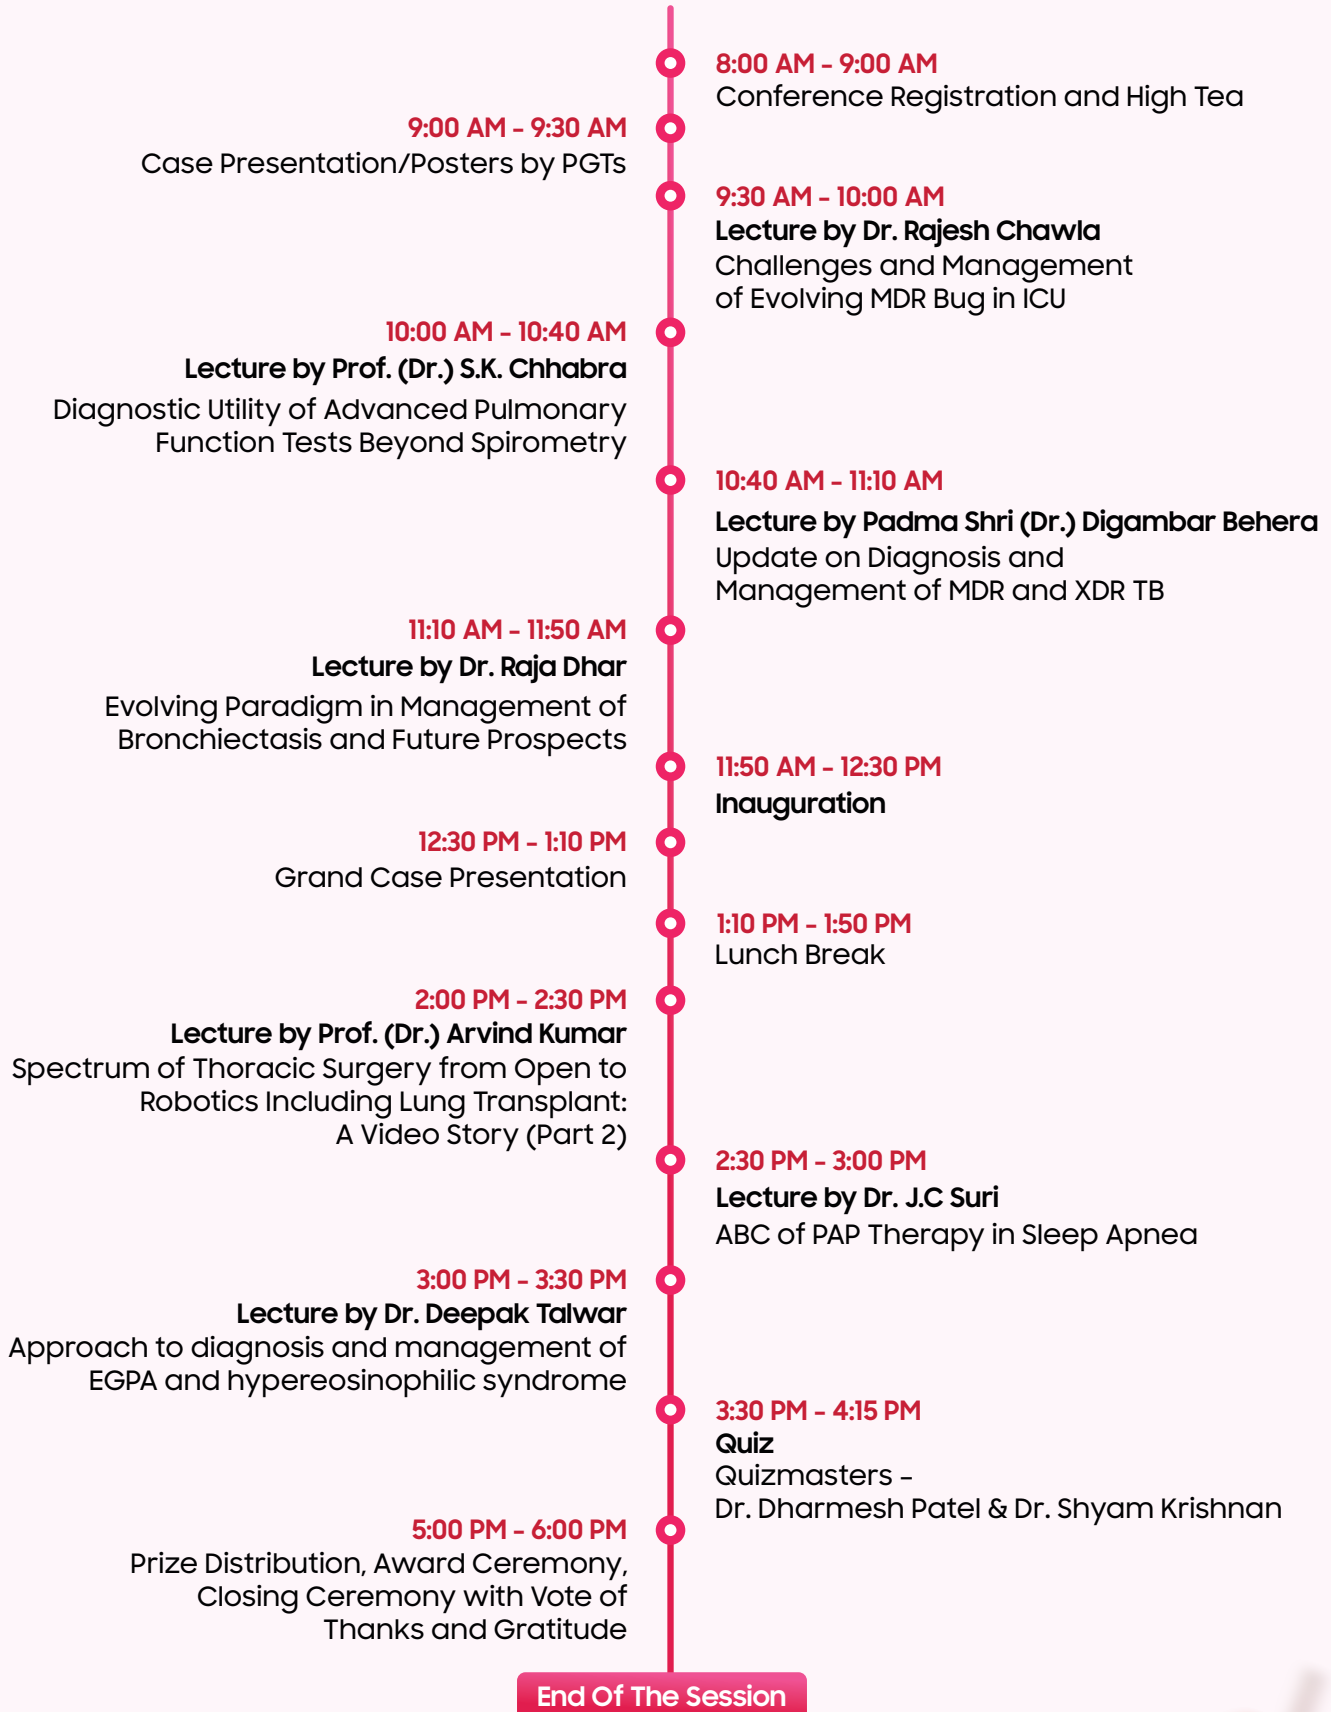 8:00 AM - 9:00 AM
Conference Registration and High Tea
9:00 AM - 9:30 AM
Case Presentation/Posters by PGTs
9:30 AM - 10:00 AM
Lecture by Dr. Rajesh Chawla
Challenges and Management
of Evolving MDR Bug in ICU
10:00 AM - 10:40 AM
Lecture by Prof. (Dr.) S.K. Chhabra
Diagnostic Utility of Advanced Pulmonary
Function Tests Beyond Spirometry
10:40 AM - 11:10 AM
Lecture by Padma Shri (Dr.) Digambar Behera
Update on Diagnosis and
Management of MDR and XDR TB
11:10 AM - 11:50 AM
Lecture by Dr. Raja Dhar
Evolving Paradigm in Management of
Bronchiectasis and Future Prospects
11:50 AM - 12:30 PM
Inauguration
12:30 PM - 1:10 PM
Grand Case Presentation
1:10 PM - 1:50 PM
Lunch Break
2:00 PM - 2:30 PM
Lecture by Prof. (Dr.) Arvind Kumar
Spectrum of Thoracic Surgery from Open to
Robotics Including Lung Transplant:
A Video Story (Part 2)
2:30 PM - 3:00 PM
Lecture by Dr. J.C Suri
ABC of PAP Therapy in Sleep Apnea
3:00 PM - 3:30 PM
Lecture by Dr. Deepak Talwar
Approach to diagnosis and management of
EGPA and hypereosinophilic syndrome
3:30 PM - 4:15 PM
Quiz
Quizmasters -
Dr. Dharmesh Patel & Dr. Shyam Krishnan
5:00 PM - 6:00 PM
Prize Distribution, Award Ceremony,
Closing Ceremony with Vote of
Thanks and Gratitude
End Of The Session